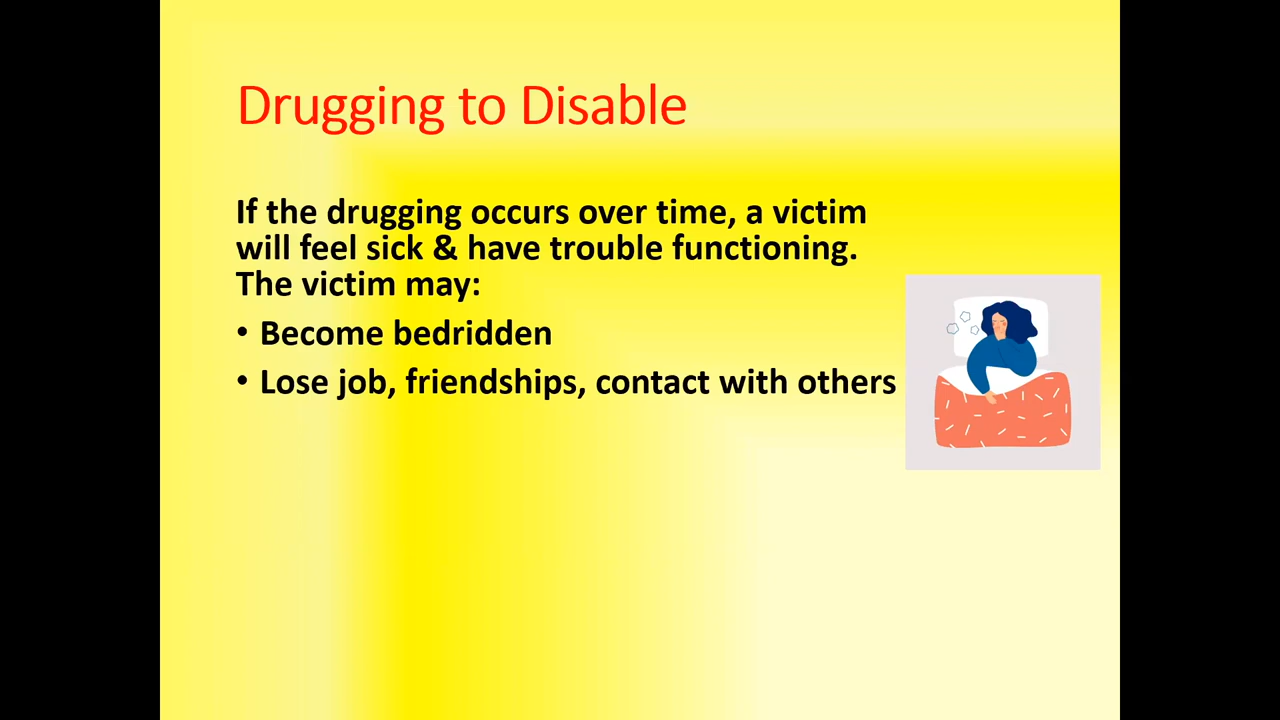 Drugging to Disable
If the drugging occurs over time, a victim
will feel sick & have trouble functioning.
The victim may:
• Become bedridden
• Lose job, friendships, contact with others